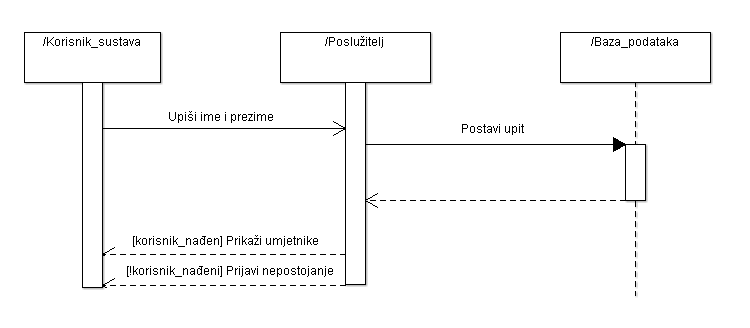 /Korisnik_sustava
/Poslužitelj
/Baza_podataka
Upiši ime i prezime
Postavi upit
[korisnik_nađen] Prikaži umjetnike
[!korisnik_nađeni] Prijavi nepostojanje